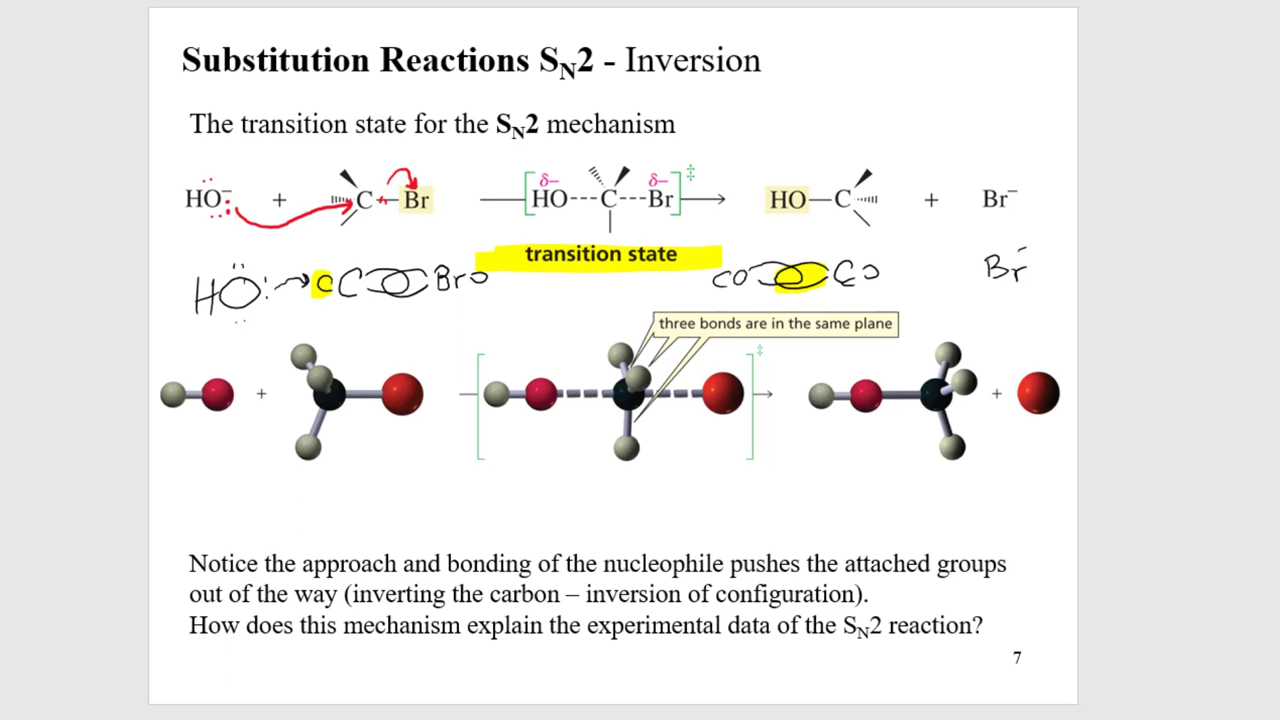 Substitution Reactions SN2 - Inversion
The transition state for the SN2 mechanism
HO:⁻ + C–Br [HO---C---Br]‡ HO–C + Br⁻
δ– δ–
transition state
HO: C Br Br⁻
three bonds are in the same plane
+ ‡ +
Notice the approach and bonding of the nucleophile pushes the attached groups
out of the way (inverting the carbon – inversion of configuration).
How does this mechanism explain the experimental data of the SN2 reaction?
7